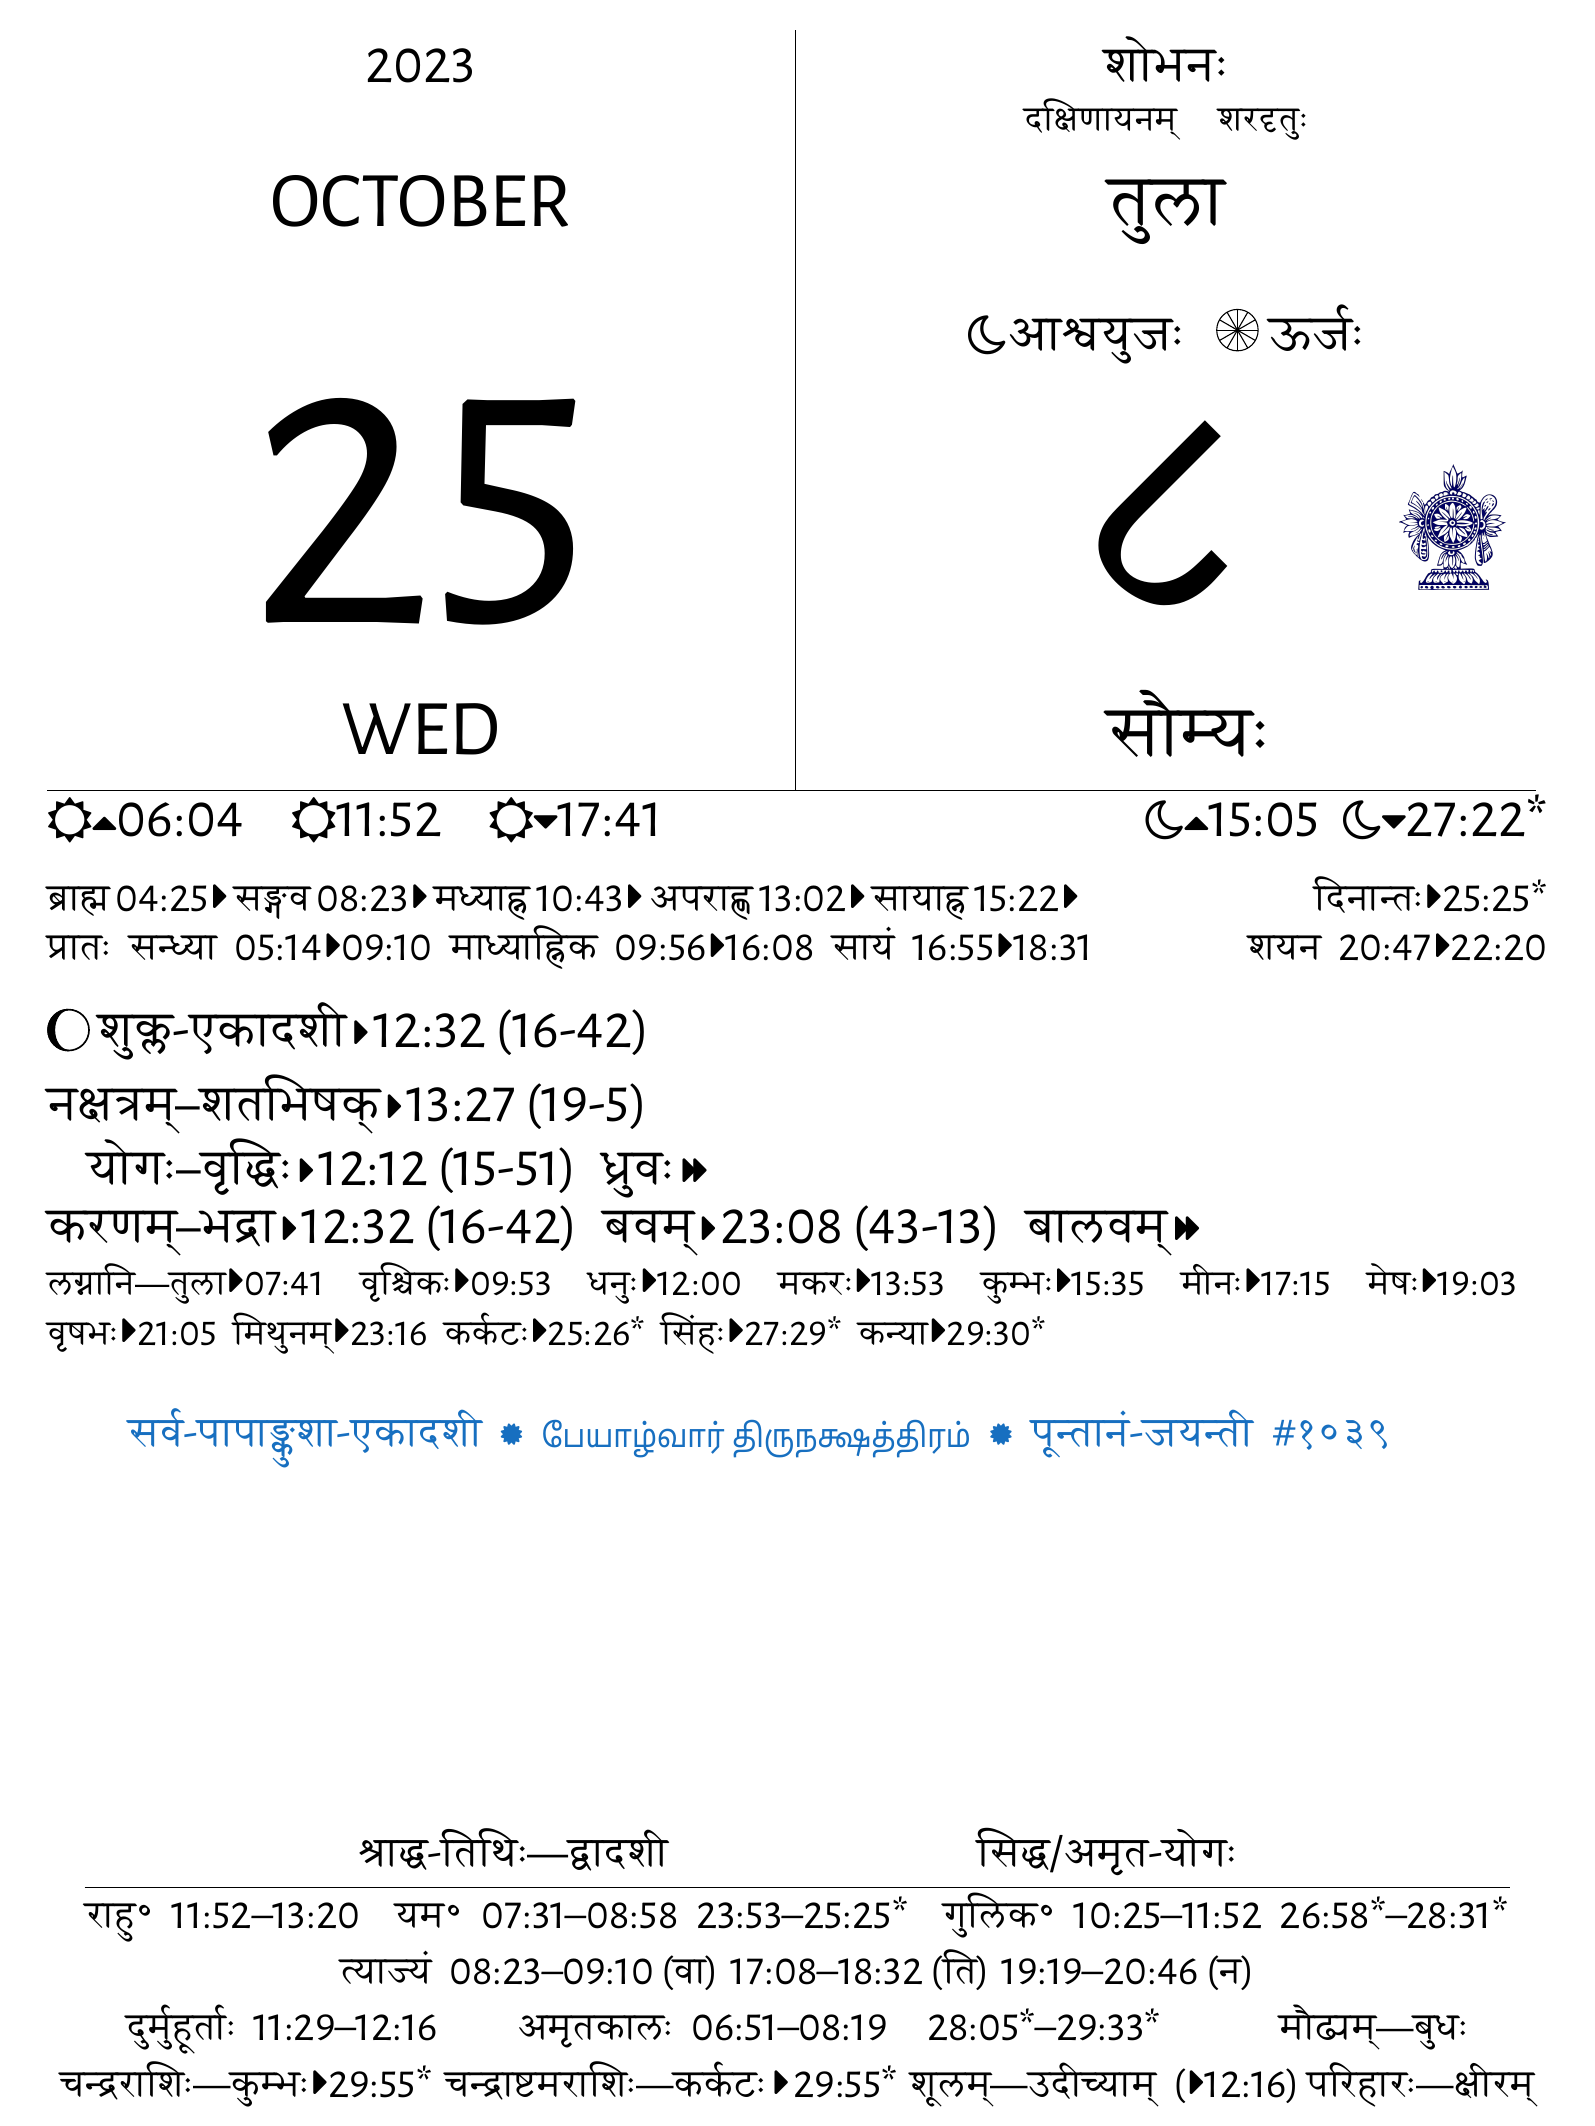 2023
OCTOBER
25
WED
शोभनः
दक्षिणायनम् शरदृतुः
तुला
आश्वयुजः ऊर्जः
८
सौम्यः
06:04 11:52 17:41 15:05 27:22*
ब्राह्म 04:25 सङ्गव 08:23 मध्याह्न 10:43 अपराह्ण 13:02 सायाह्न 15:22 दिनान्तः 25:25*
प्रातः सन्ध्या 05:14 09:10 माध्याह्निक 09:56 16:08 सायं 16:55 18:31 शयन 20:47 22:20
शुक्ल-एकादशी 12:32 (16-42)
नक्षत्रम्–शतभिषक् 13:27 (19-5)
योगः–वृद्धिः 12:12 (15-51) ध्रुवः
करणम्–भद्रा 12:32 (16-42) बवम् 23:08 (43-13) बालवम्
लग्नानि—तुला 07:41 वृश्चिकः 09:53 धनुः 12:00 मकरः 13:53 कुम्भः 15:35 मीनः 17:15 मेषः 19:03
वृषभः 21:05 मिथुनम् 23:16 कर्कटः 25:26* सिंहः 27:29* कन्या 29:30*
सर्व-पापाङ्कुशा-एकादशी பேயாழ்வார் திருநக்ஷத்திரம் पून्तानं-जयन्ती #१०३९
श्राद्ध-तिथिः—द्वादशी सिद्ध/अमृत-योगः
राहु॰ 11:52–13:20 यम॰ 07:31–08:58 23:53–25:25* गुलिक॰ 10:25–11:52 26:58*–28:31*
त्याज्यं 08:23–09:10 (वा) 17:08–18:32 (ति) 19:19–20:46 (न)
दुर्मुहूर्ताः 11:29–12:16 अमृतकालः 06:51–08:19 28:05*–29:33* मौढ्यम्—बुधः
चन्द्रराशिः—कुम्भः 29:55* चन्द्राष्टमराशिः—कर्कटः 29:55* शूलम्—उदीच्याम् (12:16) परिहारः—क्षीरम्